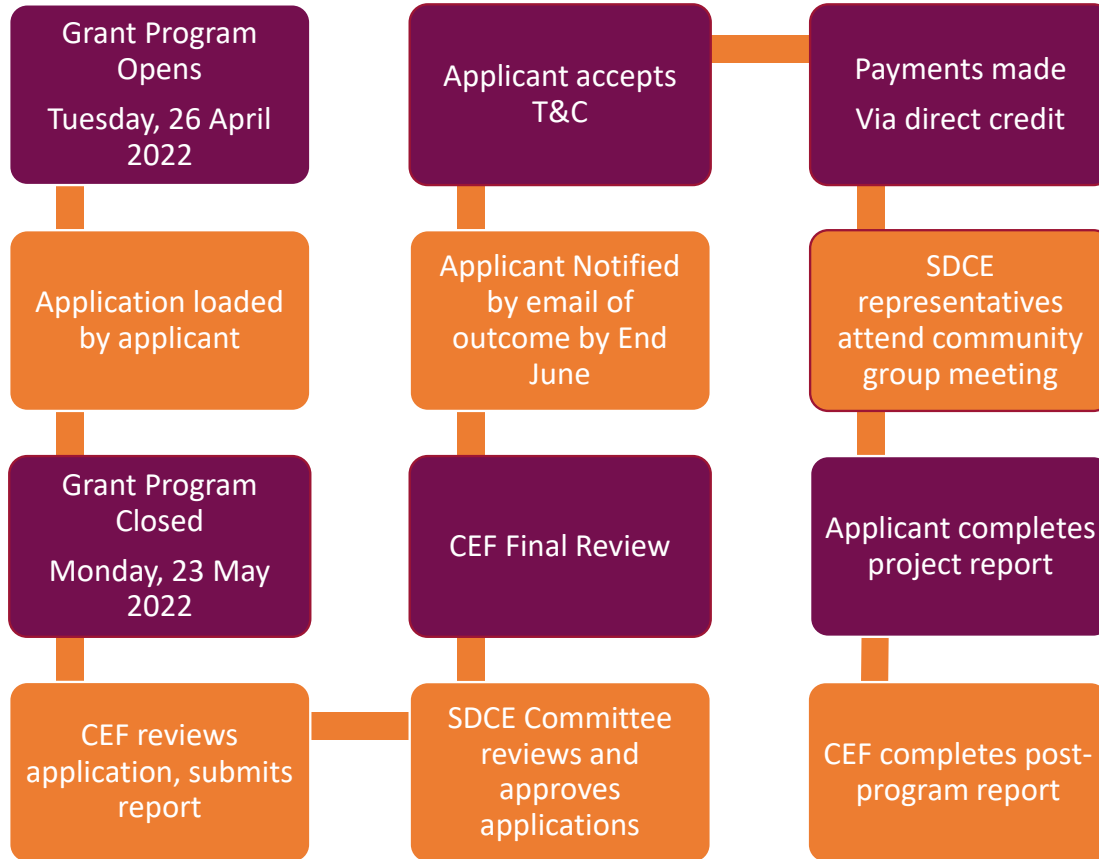 Grant Program
Opens
Tuesday, 26 April
2022
Application loaded
by applicant
Grant Program
Closed
Monday, 23 May
2022
CEF reviews
application, submits
report
SDCE Committee
reviews and
approves
applications
CEF Final Review
Applicant Notified
by email of
outcome by End
June
Applicant accepts
T&C
Payments made
Via direct credit
SDCE
representatives
attend community
group meeting
Applicant completes
project report
CEF completes post-
program report